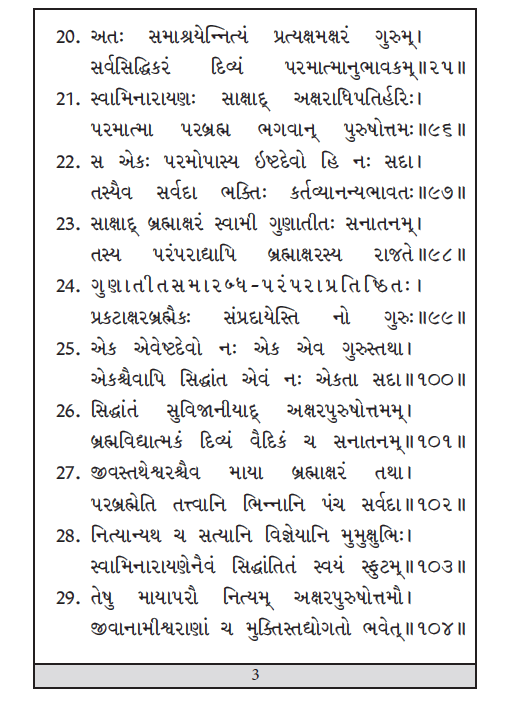 20. અતઃ સમાશ્રયેન્નિત્યં પ્રત્યક્ષમક્ષરં ગુરુમ્।
સર્વસિદ્ધિકરં દિવ્યં પરમાત્માનુભાવકમ્॥૨૫॥
21. સ્વામિનારાયણઃ સાક્ષાદ્ અક્ષરાધિપતિર્હરિઃ।
પરમાત્મા પરબ્રહ્મ ભગવાન્ પુરુષોત્તમઃ॥૯૬॥
22. સ એકઃ પરમોપાસ્ય ઇષ્ટદેવો હિ નઃ સદા।
તસ્યૈવ સર્વદા ભક્તિઃ કર્તવ્યાનન્યભાવતઃ॥૯૭॥
23. સાક્ષાદ્ બ્રહ્માક્ષરં સ્વામી ગુણાતીતઃ સનાતનમ્।
તસ્ય પરંપરાદ્યાપિ બ્રહ્માક્ષરસ્ય રાજતે॥૯૮॥
24. ગુણાતીતસમારબ્ધ-પરંપરાપ્રતિષ્ઠિતઃ।
પ્રકટાક્ષરબ્રહ્મૈકઃ સંપ્રદાયેસ્તિ નો ગુરુઃ॥૯૯॥
25. એક એવેષ્ટદેવો નઃ એક એવ ગુરુસ્તથા।
એકશ્ચૈવાપિ સિદ્ધાંત એવં નઃ એકતા સદા॥૧૦૦॥
26. સિદ્ધાંતં સુવિજાનીયાદ્ અક્ષરપુરુષોત્તમમ્।
બ્રહ્મવિદ્યાત્મકં દિવ્યં વૈદિકં ચ સનાતનમ્॥૧૦૧॥
27. જીવસ્તથેશ્વરશ્ચૈવ માયા બ્રહ્માક્ષરં તથા।
પરબ્રહ્મેતિ તત્ત્વાનિ ભિન્નાનિ પંચ સર્વદા॥૧૦૨॥
28. નિત્યાન્યથ ચ સત્યાનિ વિજ્ઞેયાનિ મુમુક્ષુભિઃ।
સ્વામિનારાયણેનૈવં સિદ્ધાંતિતં સ્વયં સ્ફુટમ્॥૧૦૩॥
29. તેષુ માયાપરૌ નિત્યમ્ અક્ષરપુરુષોત્તમૌ।
જીવાનામીશ્વરાણાં ચ મુક્તિસ્તદ્યોગતો ભવેત્॥૧૦૪॥
3